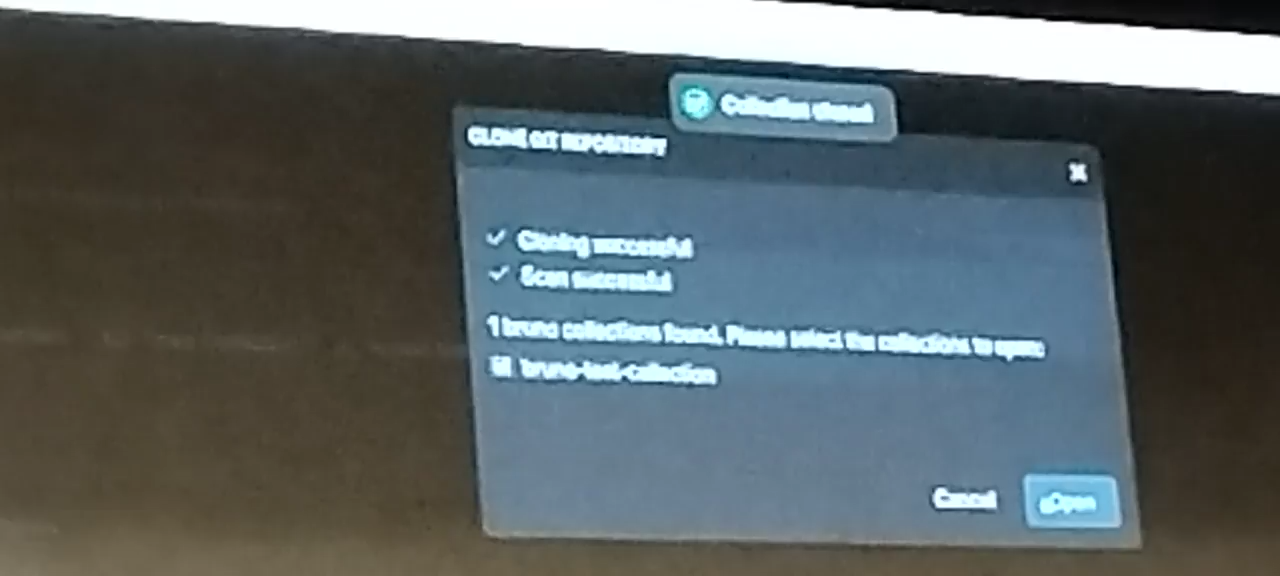 Collection cloned
CLONE GIT REPOSITORY
Cloning successful
Scan successful
1 bruno collections found. Please select the collections to open:
bruno-test-collection
Cancel
Open